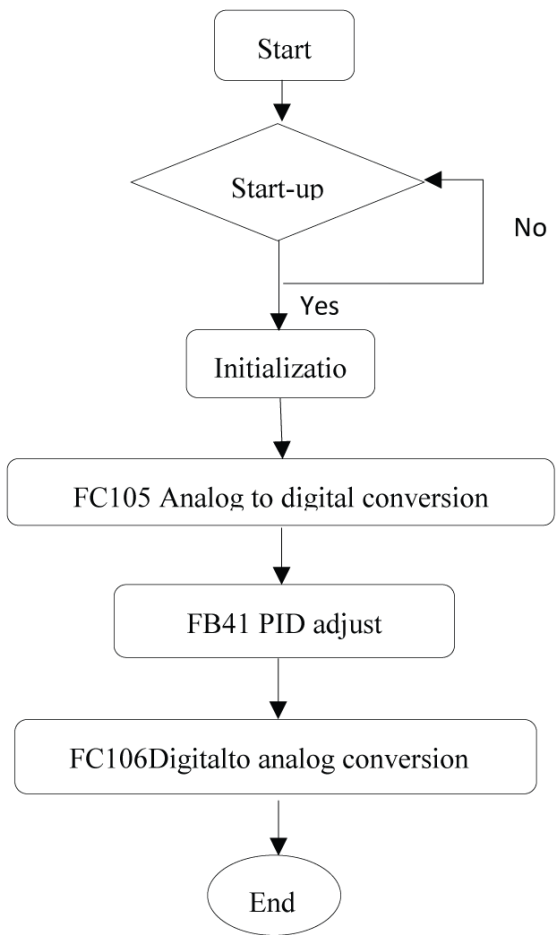 Start
Start-up
No
Yes
Initializatio
FC105 Analog to digital conversion
FB41 PID adjust
FC106Digitalto analog conversion
End